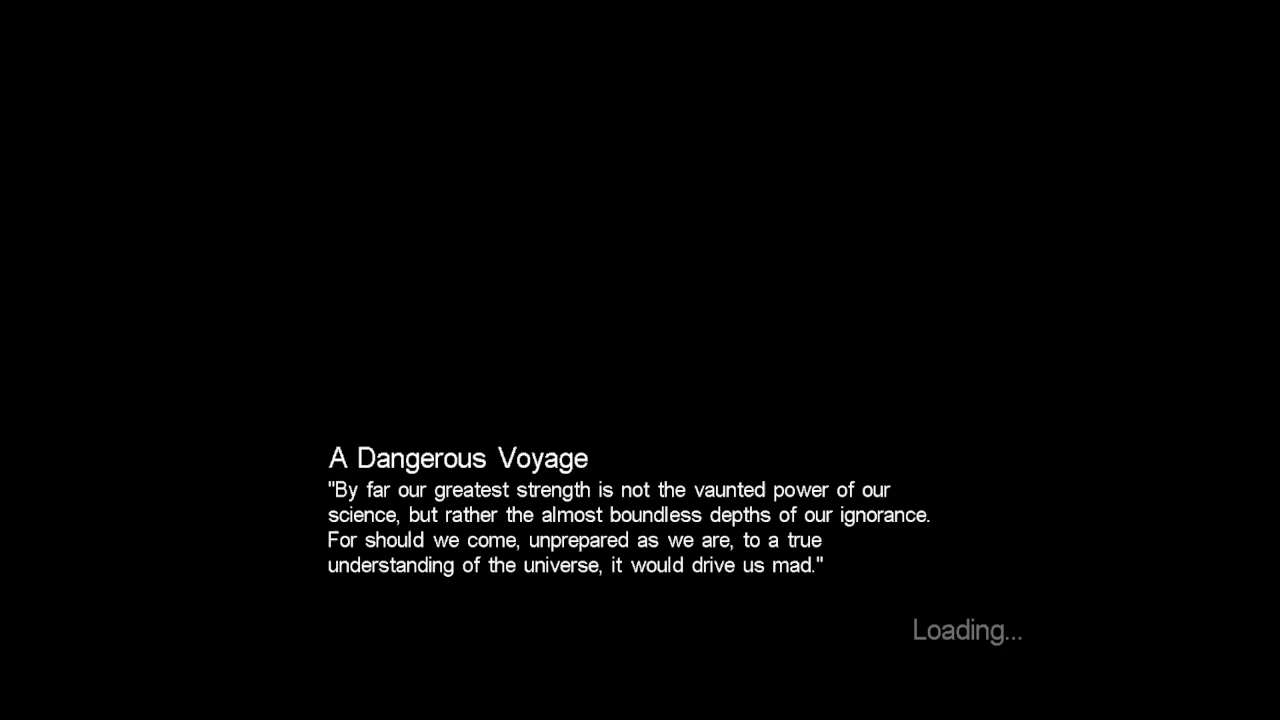 A Dangerous Voyage
"By far our greatest strength is not the vaunted power of our
science, but rather the almost boundless depths of our ignorance.
For should we come, unprepared as we are, to a true
understanding of the universe, it would drive us mad."
Loading...